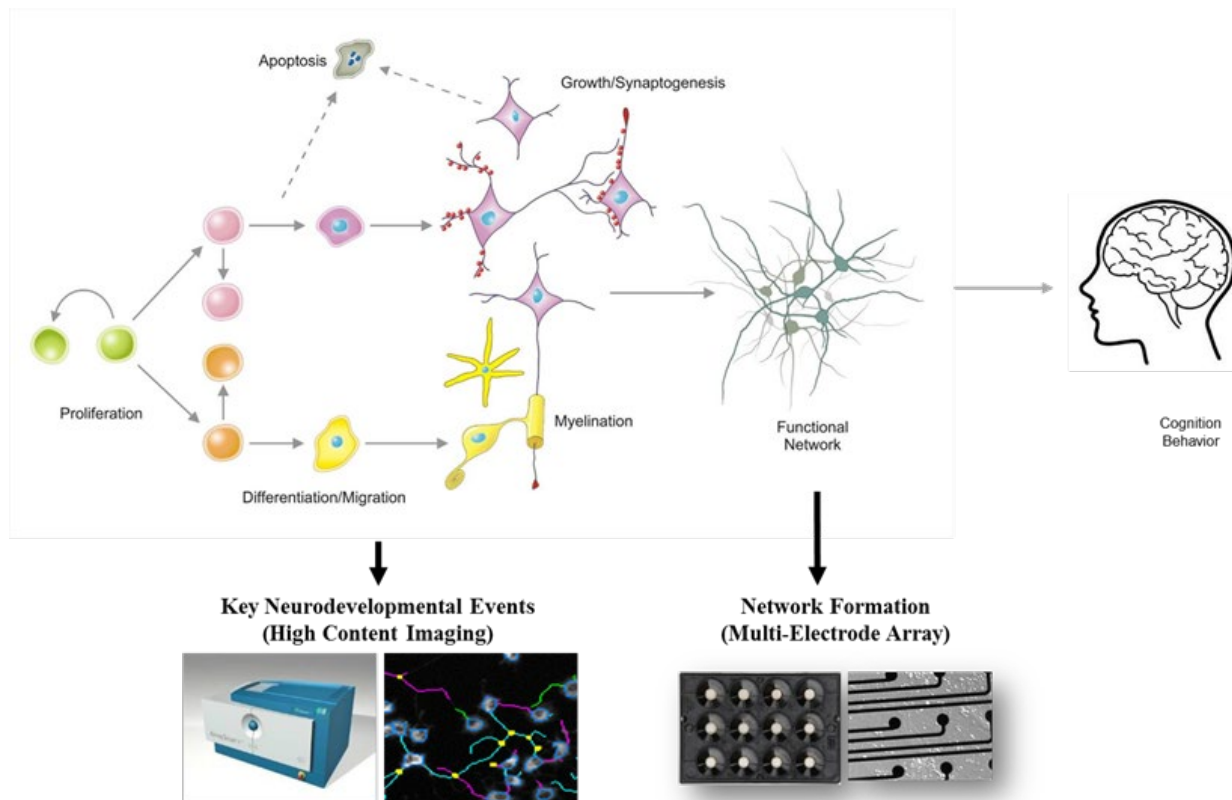 Apoptosis
Growth/Synaptogenesis
Proliferation
Myelination
Differentiation/Migration
Functional
Network
Cognition
Behavior
Key Neurodevelopmental Events
(High Content Imaging)
Network Formation
(Multi-Electrode Array)